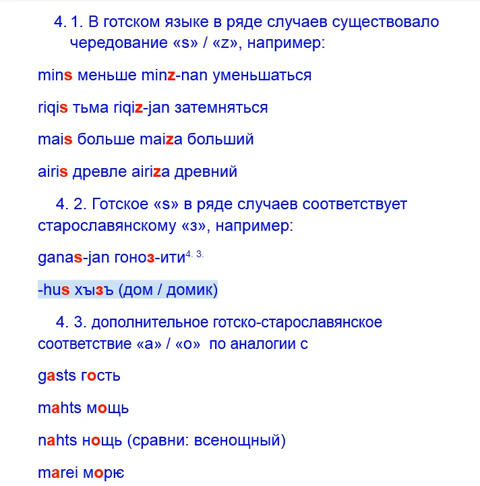 4. 1. В готском языке в ряде случаев существовало
чередование «s» / «z», например:
mins меньше minz-nan уменьшаться
riqis тьма riqiz-jan затемняться
mais больше maiza больший
airis древле airiza древний
4. 2. Готское «s» в ряде случаев соответствует
старославянскому «з», например:
ganas-jan гоноз-ити4. 3.
-hus хызъ (дом / домик)
4. 3. дополнительное готско-старославянское
соответствие «a» / «о» по аналогии с
gasts гость
mahts мощь
nahts нощь (сравни: всенощный)
marei морѥ